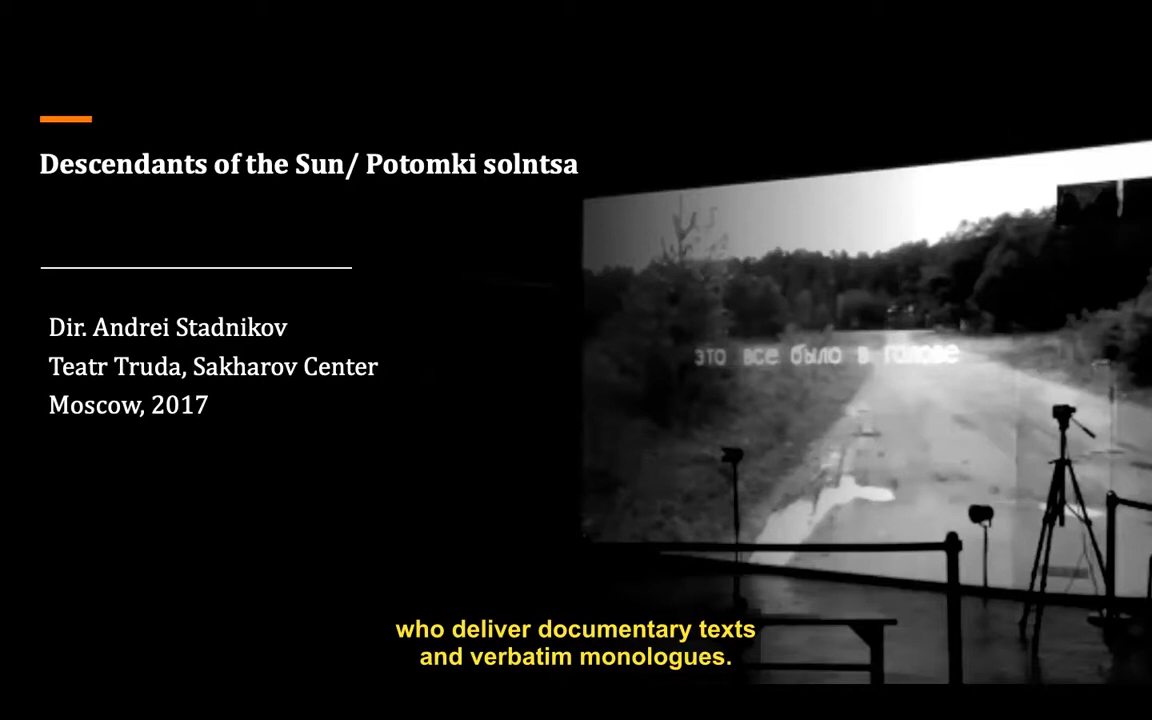 Descendants of the Sun/ Potomki solntsa
Dir. Andrei Stadnikov
Teatr Truda, Sakharov Center
Moscow, 2017
это все было в голове
who deliver documentary texts
and verbatim monologues.